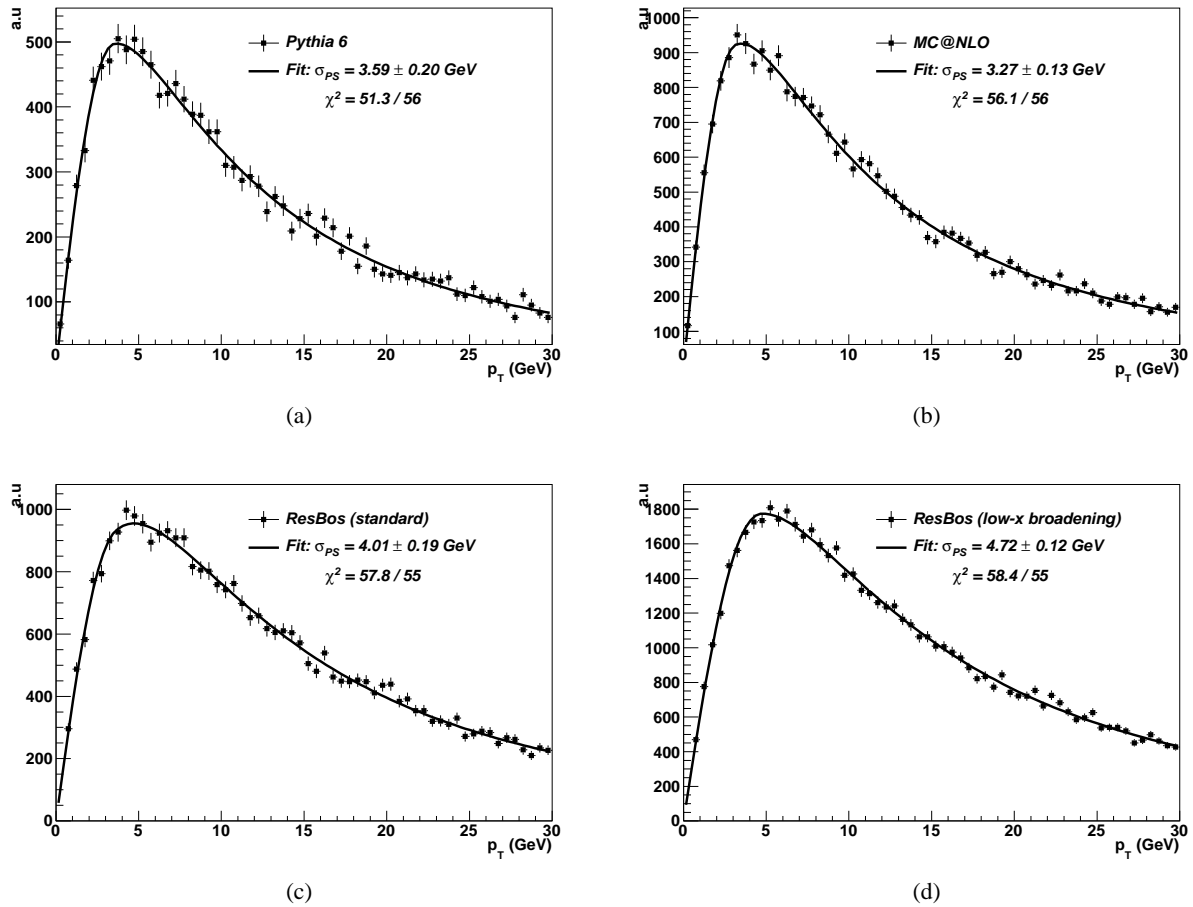 a.u
500
400
300
200
100
0 5 10 15 20 25 30
p_T (GeV)
Pythia 6
Fit: σ_PS = 3.59 ± 0.20 GeV
χ² = 51.3 / 56
(a)
a.u
1000
900
800
700
600
500
400
300
200
100
0 5 10 15 20 25 30
p_T (GeV)
MC@NLO
Fit: σ_PS = 3.27 ± 0.13 GeV
χ² = 56.1 / 56
(b)
a.u
1000
800
600
400
200
0
0 5 10 15 20 25 30
p_T (GeV)
ResBos (standard)
Fit: σ_PS = 4.01 ± 0.19 GeV
χ² = 57.8 / 55
(c)
a.u
1800
1600
1400
1200
1000
800
600
400
200
0
0 5 10 15 20 25 30
p_T (GeV)
ResBos (low-x broadening)
Fit: σ_PS = 4.72 ± 0.12 GeV
χ² = 58.4 / 55
(d)